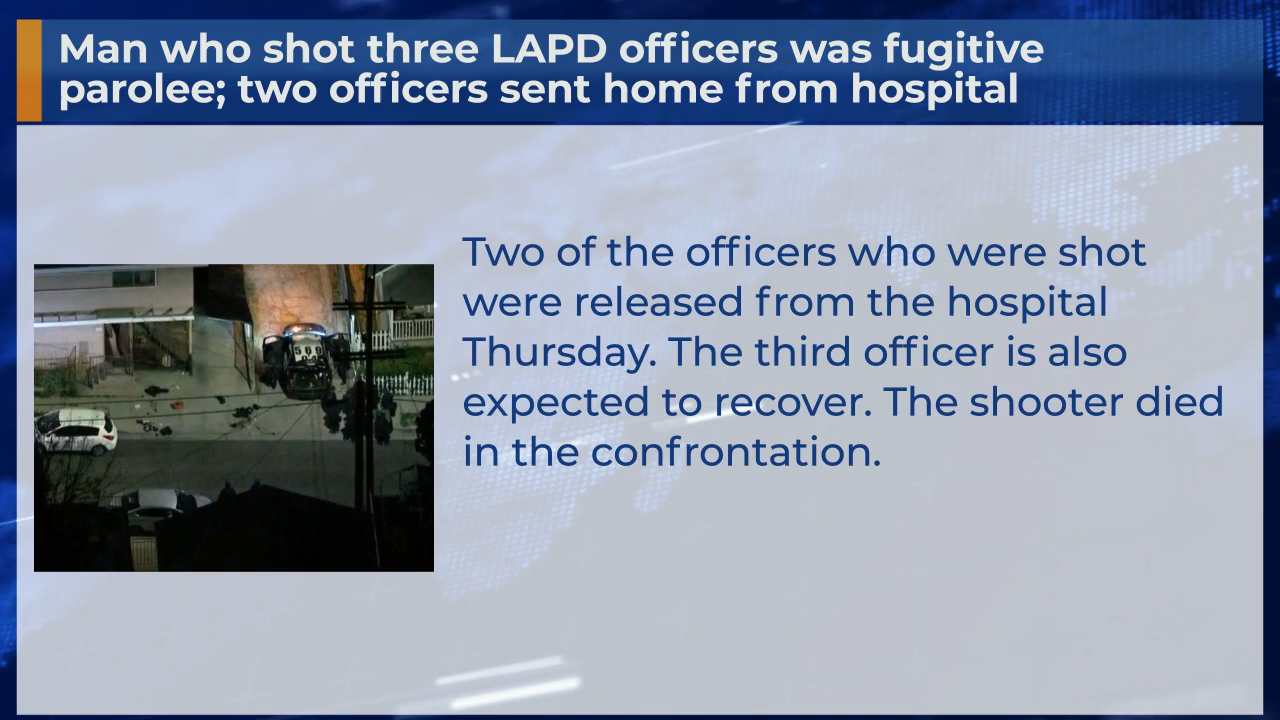 Man who shot three LAPD officers was fugitive
parolee; two officers sent home from hospital
Two of the officers who were shot
were released from the hospital
Thursday. The third officer is also
expected to recover. The shooter died
in the confrontation.